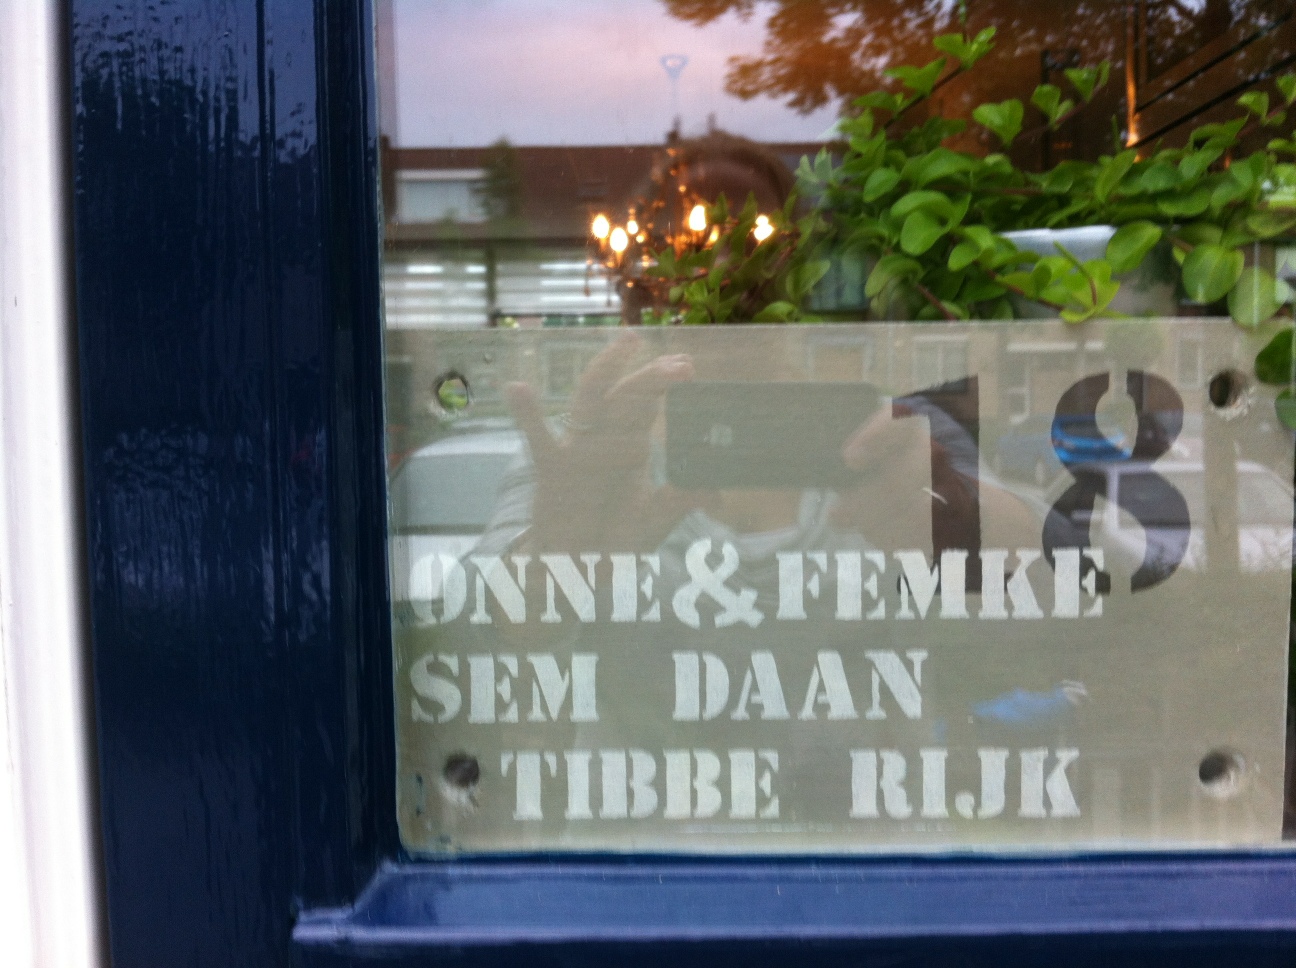 18
ONNE & FEMKE
SEM DAAN
TIBBE RIJK